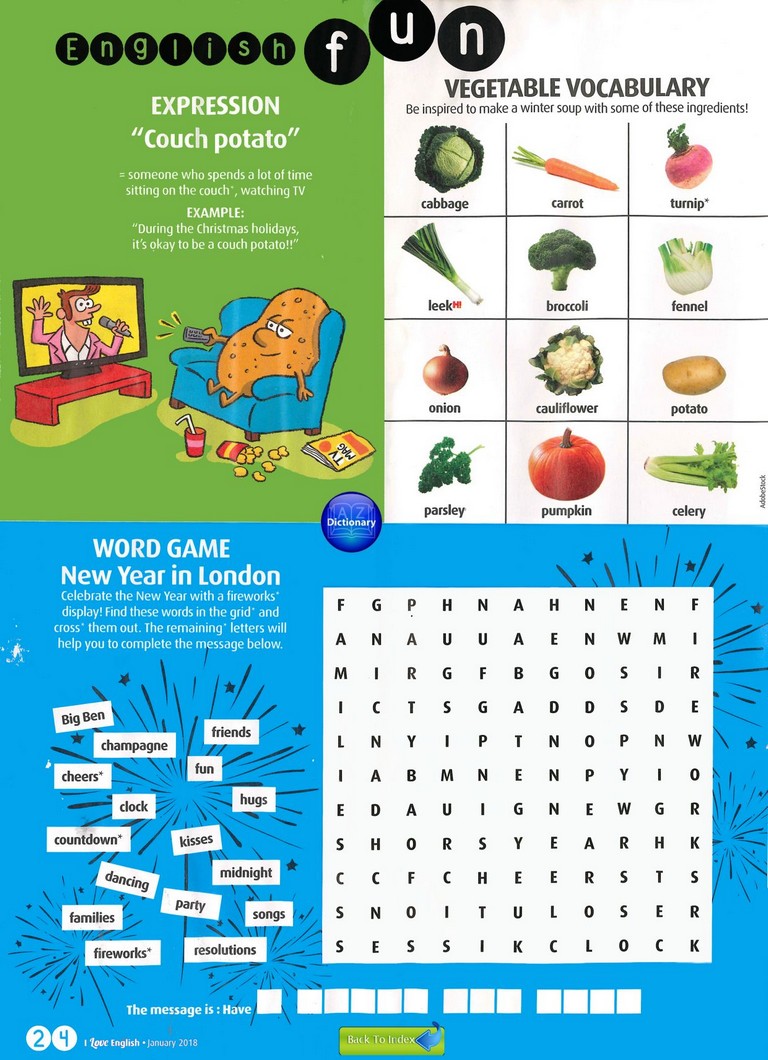 English fun
EXPRESSION
“Couch potato”
= someone who spends a lot of time
sitting on the couch*, watching TV
EXAMPLE:
“During the Christmas holidays,
it’s okay to be a couch potato!!”
TV
MAG
VEGETABLE VOCABULARY
Be inspired to make a winter soup with some of these ingredients!
cabbage
carrot
turnip*
leek H!
broccoli
fennel
onion
cauliflower
potato
parsley
pumpkin
celery
AdobeStock
A Z
Dictionary
WORD GAME
New Year in London
Celebrate the New Year with a fireworks*
display! Find these words in the grid* and
cross* them out. The remaining* letters will
help you to complete the message below.
Big Ben
champagne
friends
cheers*
fun
clock
hugs
countdown*
kisses
dancing
midnight
party
families
songs
fireworks*
resolutions
F G P H N A H N E N F
A N A U U A E N W M I
M I R G F B G O S I R
I C T S G A D D S D E
L N Y I P T N O P N W
I A B M N E N P Y I O
E D A U I G N E W G R
S H O R S Y E A R H K
C C F C H E E R S T S
S N O I T U L O S E R
S E S S I K C L O C K
The message is : Have
24 I Love English • January 2018
Back To Index